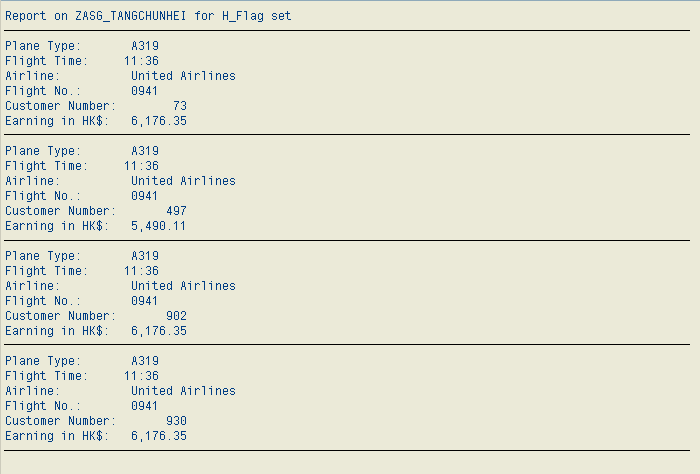 Report on ZASG_TANGCHUNHEI for H_Flag set
Plane Type: A319
Flight Time: 11:36
Airline: United Airlines
Flight No.: 0941
Customer Number: 73
Earning in HK$: 6,176.35
Plane Type: A319
Flight Time: 11:36
Airline: United Airlines
Flight No.: 0941
Customer Number: 497
Earning in HK$: 5,490.11
Plane Type: A319
Flight Time: 11:36
Airline: United Airlines
Flight No.: 0941
Customer Number: 902
Earning in HK$: 6,176.35
Plane Type: A319
Flight Time: 11:36
Airline: United Airlines
Flight No.: 0941
Customer Number: 930
Earning in HK$: 6,176.35